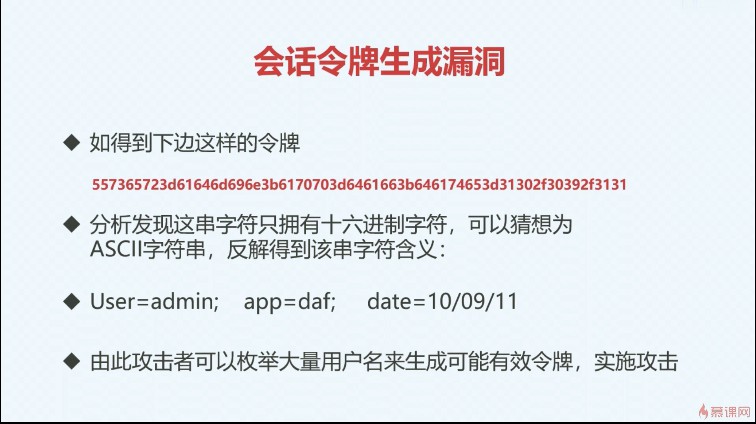 会话令牌生成漏洞
◆ 如得到下边这样的令牌
557365723d61646d696e3b6170703d6461663b646174653d31302f30392f3131
◆ 分析发现这串字符只拥有十六进制字符，可以猜想为
ASCII字符串，反解得到该串字符含义：
◆ User=admin; app=daf; date=10/09/11
◆ 由此攻击者可以枚举大量用户名来生成可能有效令牌，实施攻击
慕课网